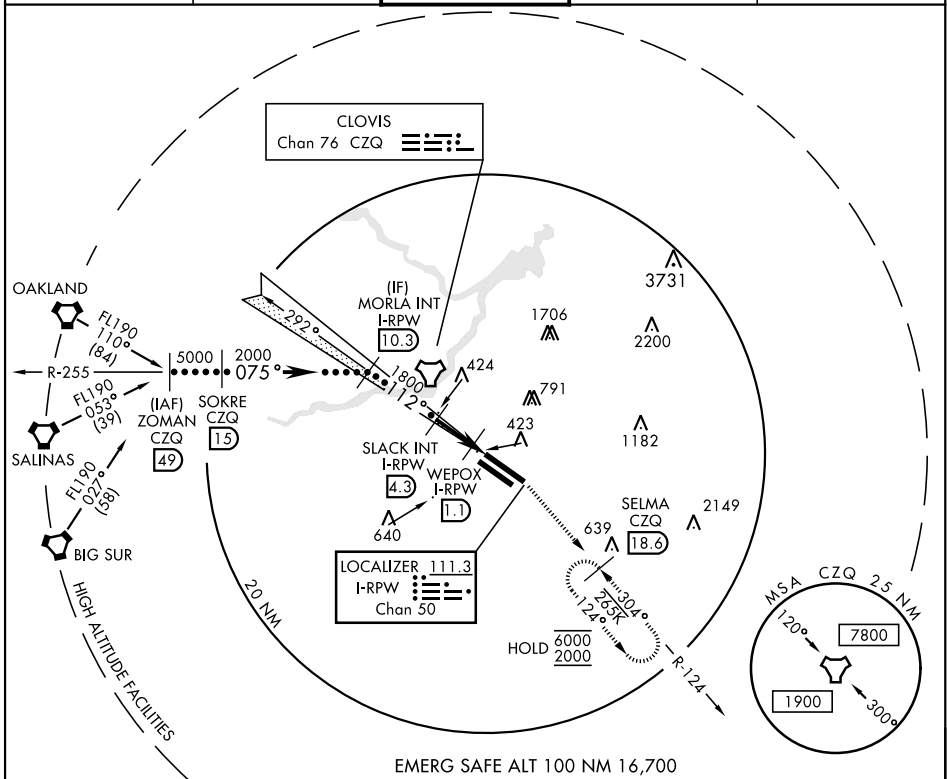 CLOVIS
Chan 76 CZQ
3731
(IF)
MORLA INT
I-RPW
10.3
OAKLAND
FL190
110°
(84)
292°
1706
2200
R-255
5000
2000
075°
1800
112°
424
791
FL190
053°
(39)
(IAF)
ZOMAN
CZQ
49
SOKRE
CZQ
15
423
1182
SALINAS
SLACK INT
I-RPW
4.3
WEPOX
I-RPW
1.1
FL190
027°
(58)
SELMA
CZQ
18.6
2149
640
639
BIG SUR
LOCALIZER 111.3
I-RPW
Chan 50
304°
265K
124°
HOLD 6000
2000
R-124
20 NM
HIGH ALTITUDE FACILITIES
MSA CZQ 25 NM
120°
7800
1900
300°
EMERG SAFE ALT 100 NM 16,700